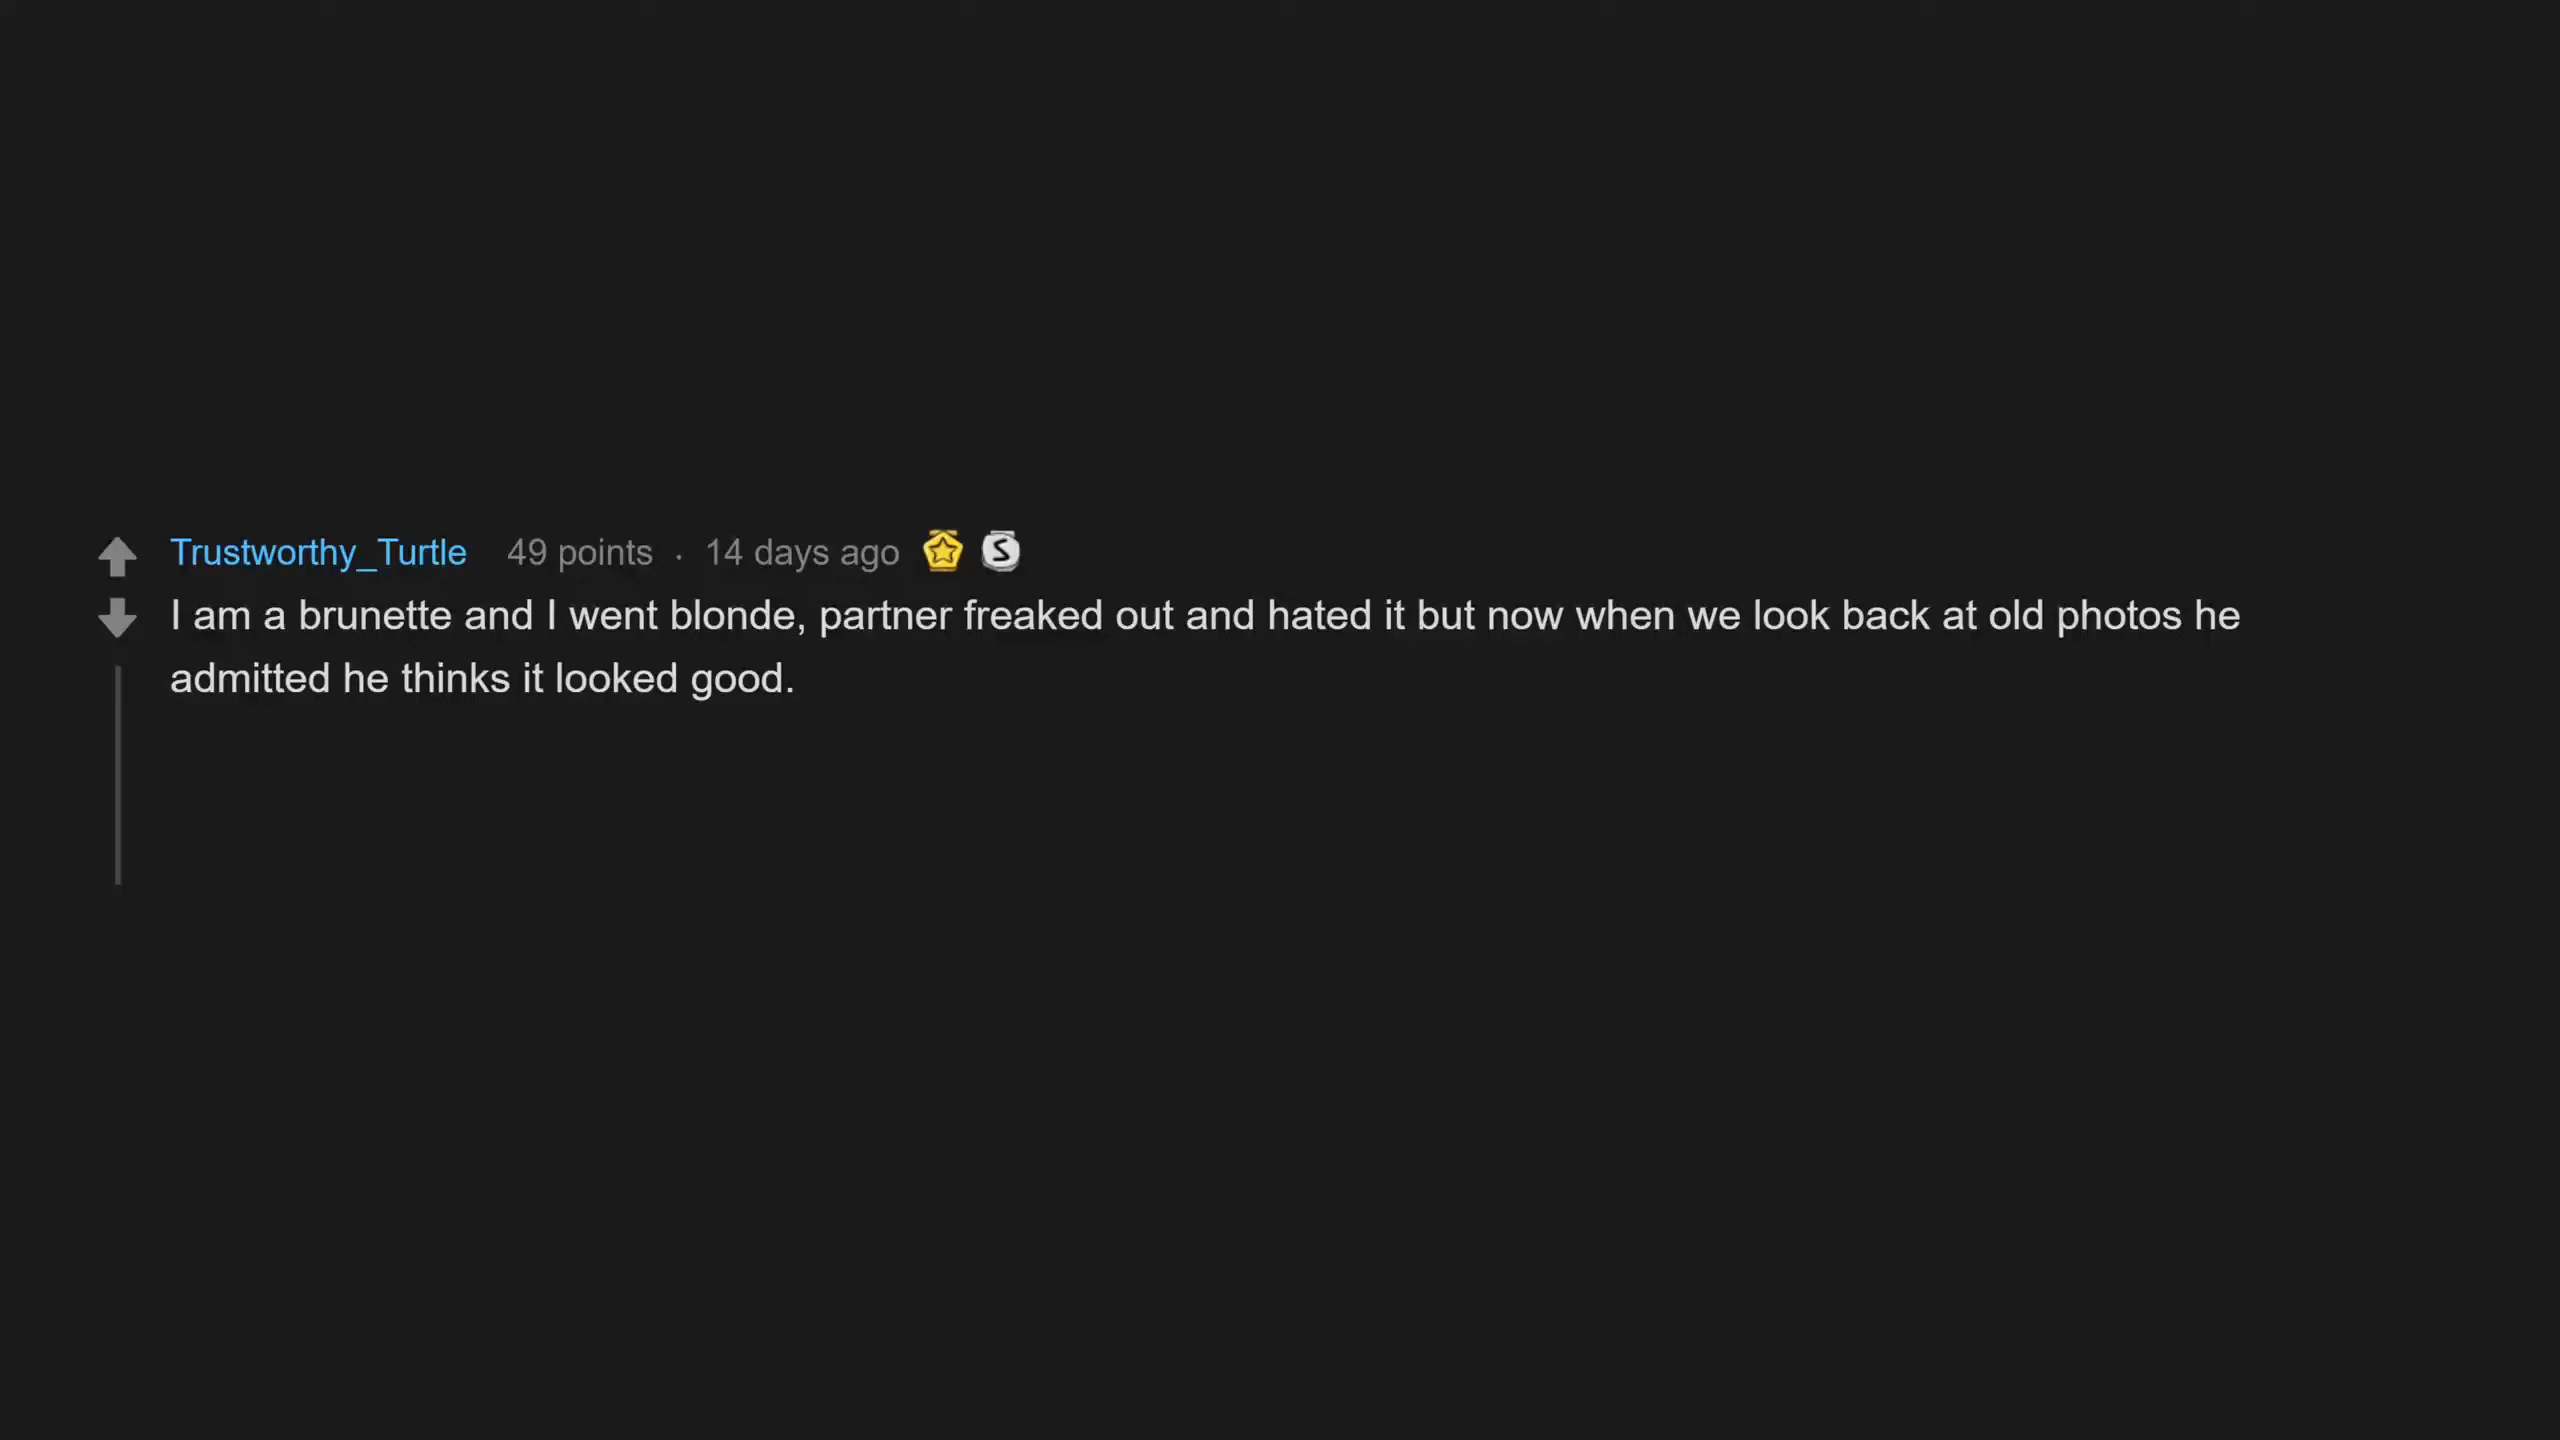 Trustworthy_Turtle 49 points · 14 days ago S
I am a brunette and I went blonde, partner freaked out and hated it but now when we look back at old photos he
admitted he thinks it looked good.